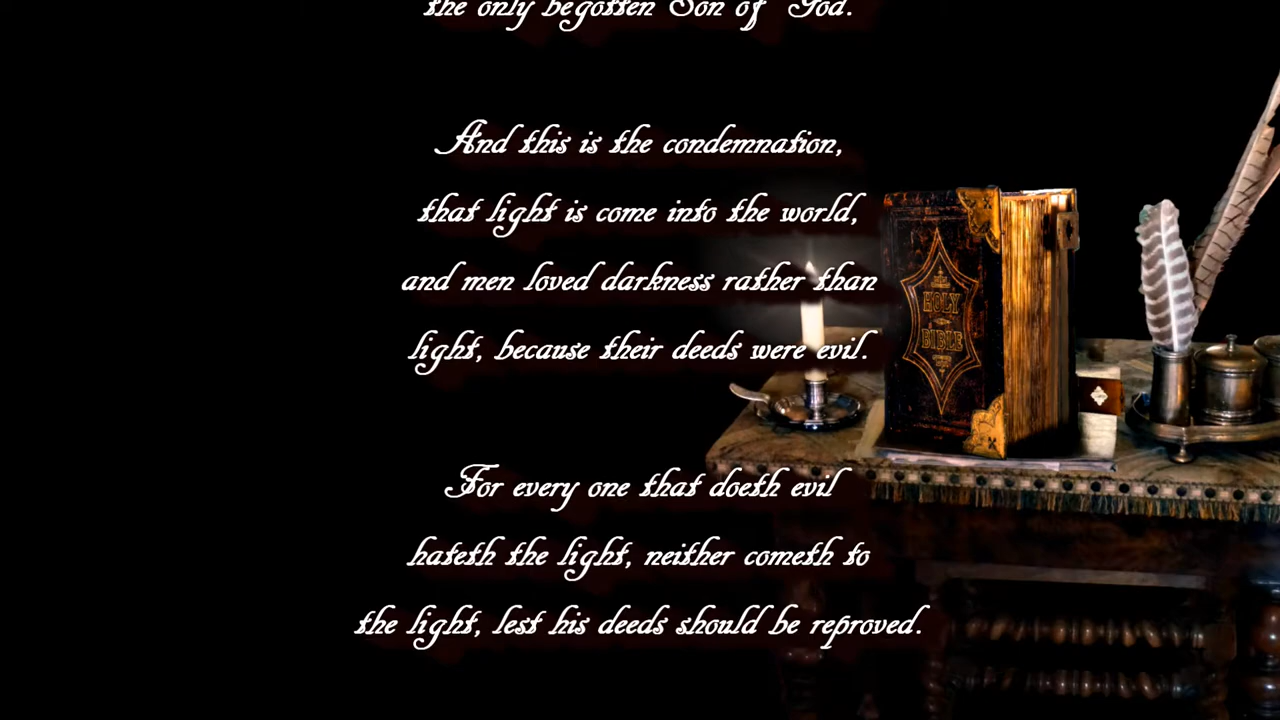 the only begotten Son of God.
And this is the condemnation,
that light is come into the world,
and men loved darkness rather than
light, because their deeds were evil.
For every one that doeth evil
hateth the light, neither cometh to
the light, lest his deeds should be reproved.
HOLY
BIBLE